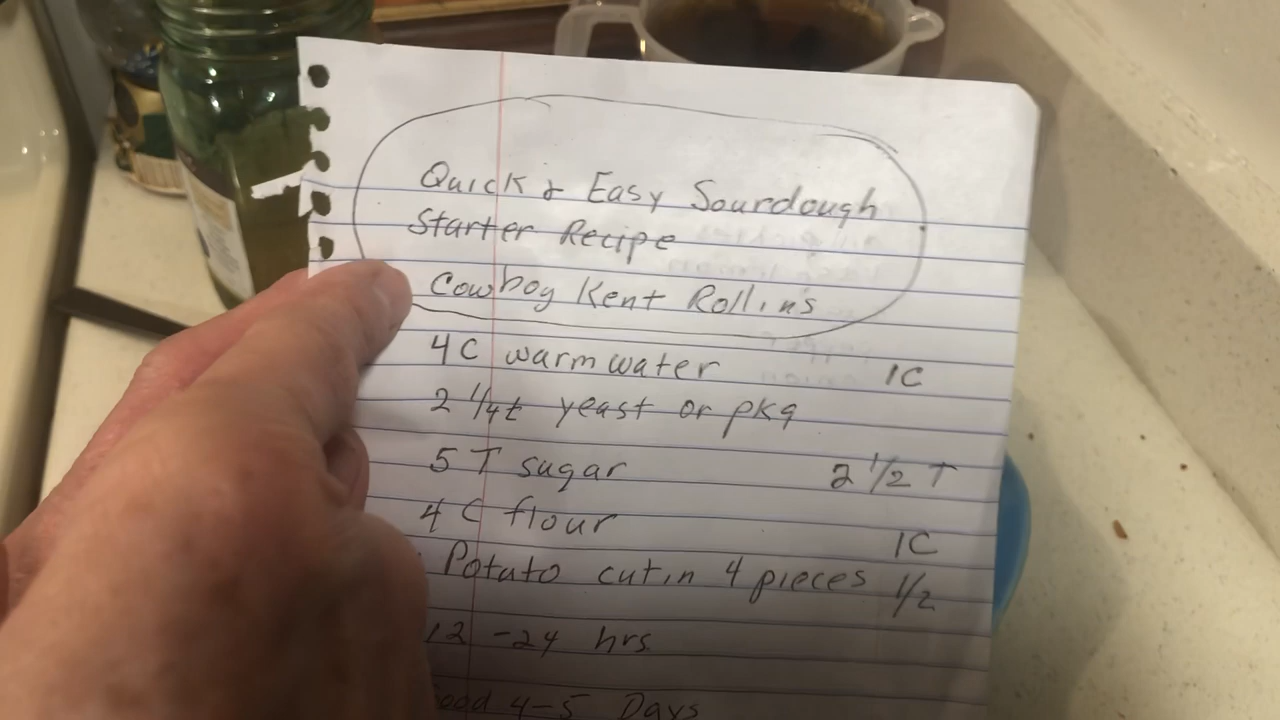 Quick & Easy Sourdough
Starter Recipe
Cowboy Kent Rollins
4C warm water 1C
2 1/4t yeast or pkg
5 T sugar 2 1/2 T
4 C flour 1C
Potato cut in 4 pieces 1/2
12 -24 hrs
Good 4-5 Days